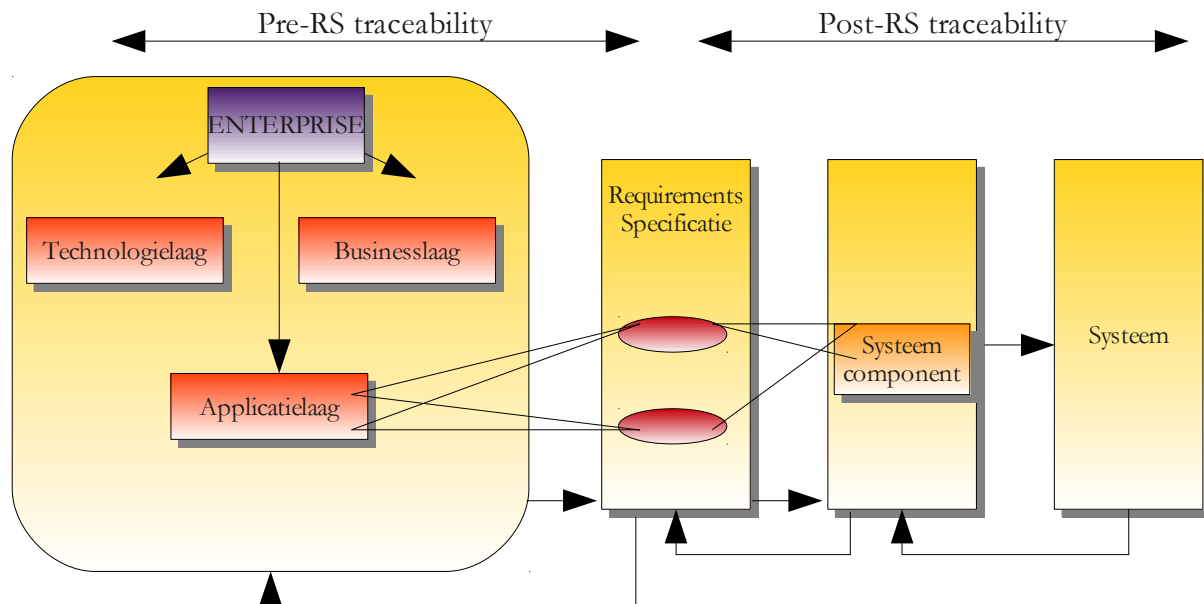 Pre-RS traceability
Post-RS traceability
ENTERPRISE
Technologielaag
Businesslaag
Applicatielaag
Requirements
Specificatie
Systeem
component
Systeem